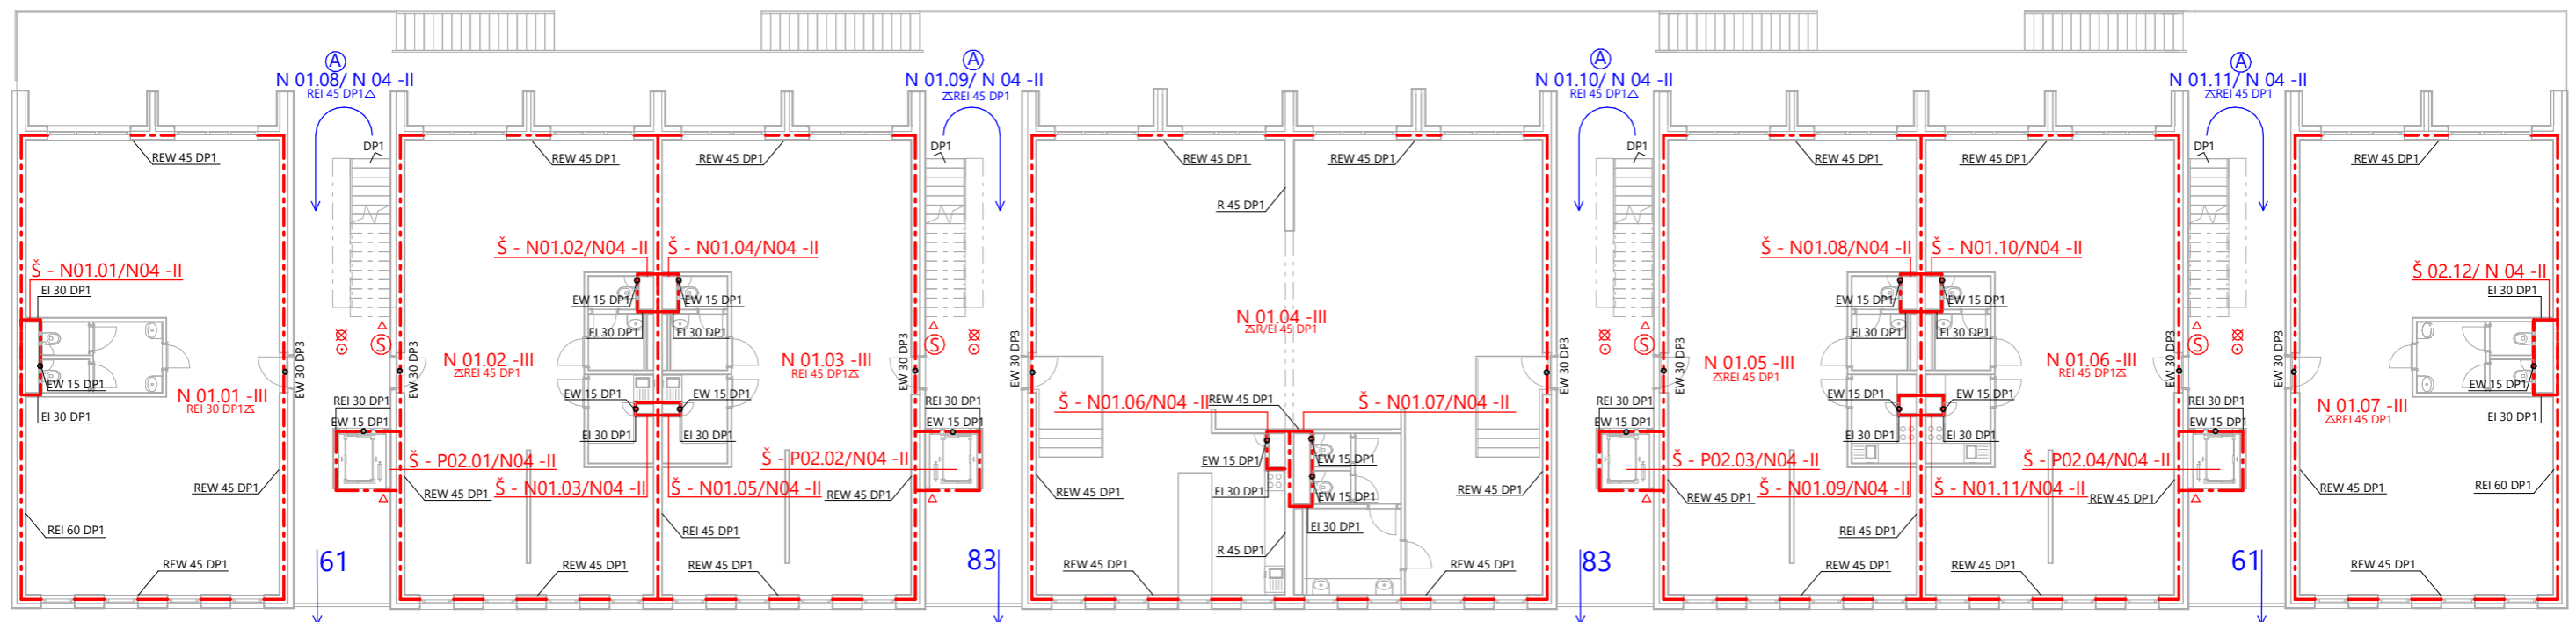 A
N 01.08/ N 04 -II
REI 45 DP1
A
N 01.09/ N 04 -II
REI 45 DP1
A
N 01.10/ N 04 -II
REI 45 DP1
A
N 01.11/ N 04 -II
REI 45 DP1
DP1
DP1
DP1
DP1
REW 45 DP1
REW 45 DP1
REW 45 DP1
REW 45 DP1
REW 45 DP1
REW 45 DP1
REW 45 DP1
REW 45 DP1
R 45 DP1
Š - N01.01/N04 -II
EI 30 DP1
EW 15 DP1
EI 30 DP1
N 01.01 -III
REI 30 DP1
EW 30 DP3
REW 45 DP1
REI 60 DP1
REW 45 DP1
S
REI 30 DP1
EW 15 DP1
Š - P02.01/N04 -II
61
EW 30 DP3
Š - N01.02/N04 -II
Š - N01.04/N04 -II
EW 15 DP1
EW 15 DP1
EI 30 DP1
EI 30 DP1
N 01.02 -III
REI 45 DP1
N 01.03 -III
REI 45 DP1
EW 15 DP1
EW 15 DP1
EI 30 DP1
EI 30 DP1
REW 45 DP1
Š - N01.03/N04 -II
Š - N01.05/N04 -II
REI 45 DP1
REW 45 DP1
REW 45 DP1
REW 45 DP1
EW 30 DP3
S
REI 30 DP1
EW 15 DP1
Š - P02.02/N04 -II
83
EW 30 DP3
N 01.04 -III
R/EI 45 DP1
Š - N01.06/N04 -II
REW 45 DP1
Š - N01.07/N04 -II
EW 15 DP1
EW 15 DP1
EI 30 DP1
EW 15 DP1
EI 30 DP1
REW 45 DP1
REW 45 DP1
R 45 DP1
REW 45 DP1
REW 45 DP1
EW 30 DP3
S
REI 30 DP1
EW 15 DP1
Š - P02.03/N04 -II
83
EW 30 DP3
Š - N01.08/N04 -II
Š - N01.10/N04 -II
EW 15 DP1
EW 15 DP1
EI 30 DP1
EI 30 DP1
N 01.05 -III
REI 45 DP1
N 01.06 -III
REI 45 DP1
EW 15 DP1
EW 15 DP1
EI 30 DP1
EI 30 DP1
REW 45 DP1
Š - N01.09/N04 -II
Š - N01.11/N04 -II
REI 45 DP1
REW 45 DP1
REW 45 DP1
REW 45 DP1
EW 30 DP3
S
REI 30 DP1
EW 15 DP1
Š - P02.04/N04 -II
61
EW 30 DP3
Š 02.12/ N 04 -II
EI 30 DP1
EW 15 DP1
EI 30 DP1
N 01.07 -III
REI 45 DP1
REW 45 DP1
REI 60 DP1
REW 45 DP1